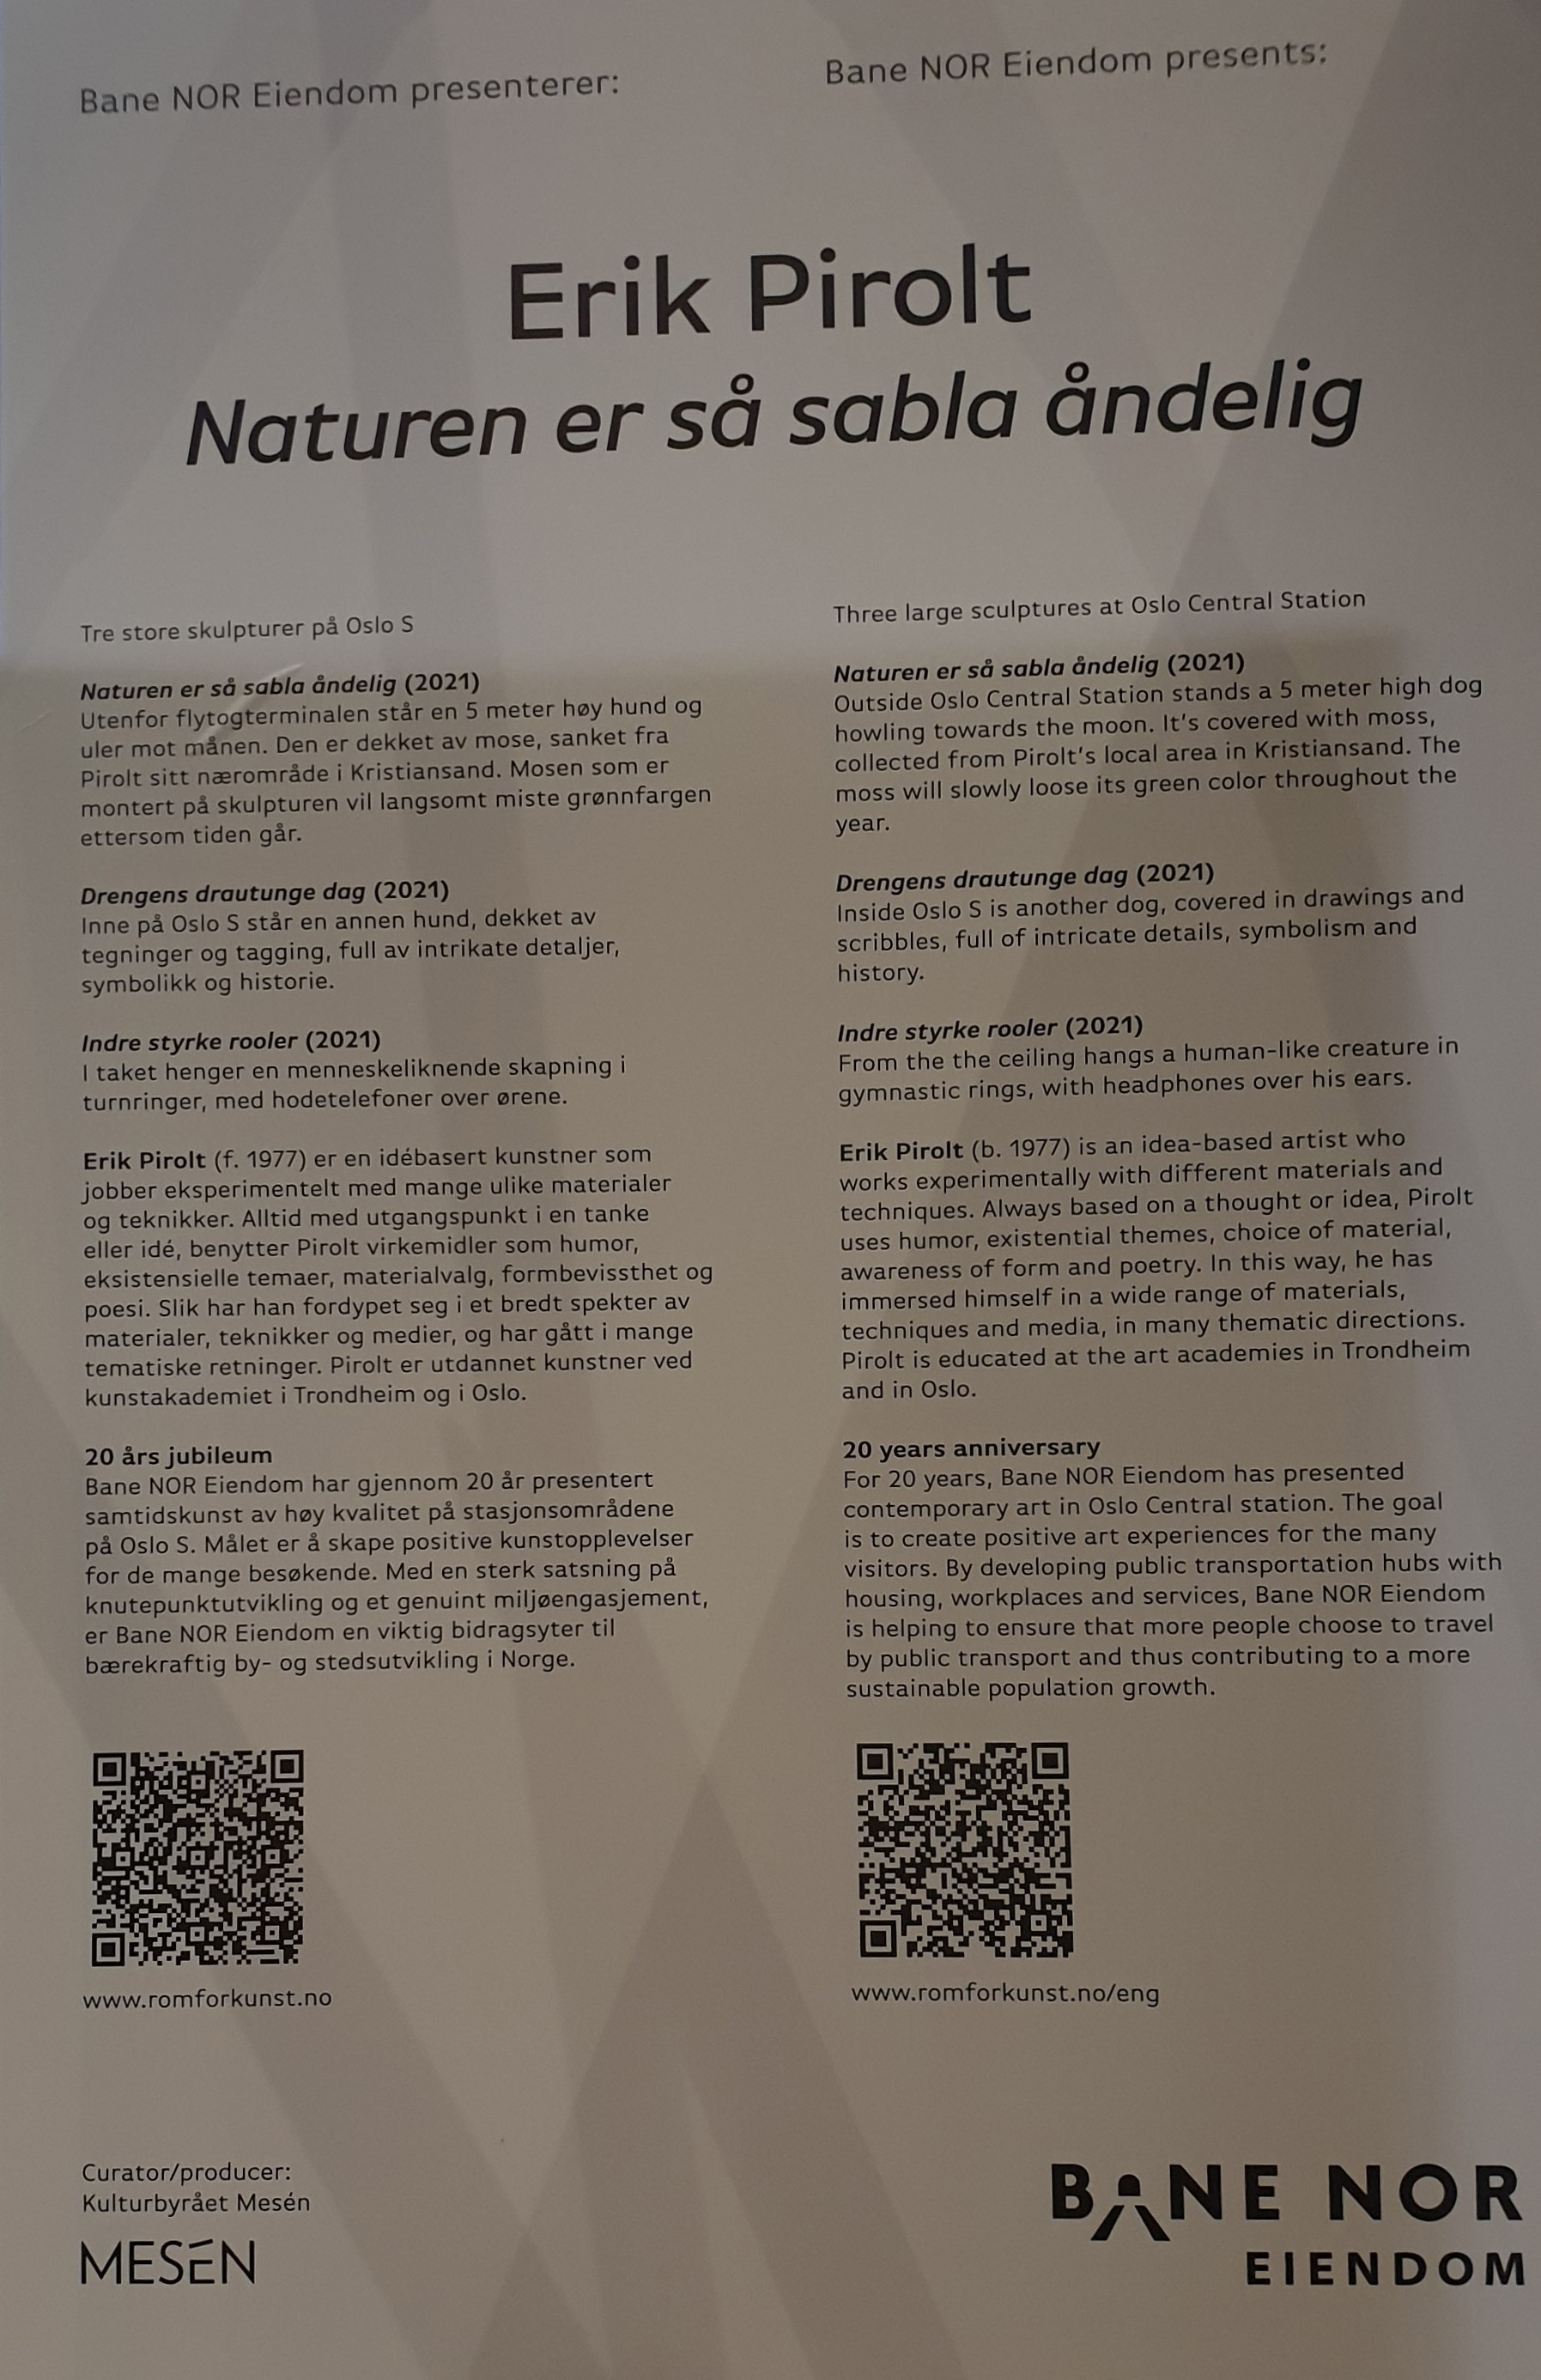 Bane NOR Eiendom presenterer:
Bane NOR Eiendom presents:
Erik Pirolt
Naturen er så sabla åndelig
Tre store skulpturer på Oslo S
Naturen er så sabla åndelig (2021)
Utenfor flytogterminalen står en 5 meter høy hund og
uler mot månen. Den er dekket av mose, sanket fra
Pirolt sitt nærområde i Kristiansand. Mosen som er
montert på skulpturen vil langsomt miste grønnfargen
ettersom tiden går.
Drengens drautunge dag (2021)
Inne på Oslo S står en annen hund, dekket av
tegninger og tagging, full av intrikate detaljer,
symbolikk og historie.
Indre styrke rooler (2021)
I taket henger en menneskeliknende skapning i
turnringer, med hodetelefoner over ørene.
Erik Pirolt (f. 1977) er en idébasert kunstner som
jobber eksperimentelt med mange ulike materialer
og teknikker. Alltid med utgangspunkt i en tanke
eller idé, benytter Pirolt virkemidler som humor,
eksistensielle temaer, materialvalg, formbevissthet og
poesi. Slik har han fordypet seg i et bredt spekter av
materialer, teknikker og medier, og har gått i mange
tematiske retninger. Pirolt er utdannet kunstner ved
kunstakademiet i Trondheim og i Oslo.
20 års jubileum
Bane NOR Eiendom har gjennom 20 år presentert
samtidskunst av høy kvalitet på stasjonsområdene
på Oslo S. Målet er å skape positive kunstopplevelser
for de mange besøkende. Med en sterk satsning på
knutepunktutvikling og et genuint miljøengasjement,
er Bane NOR Eiendom en viktig bidragsyter til
bærekraftig by- og stedsutvikling i Norge.
www.romforkunst.no
Three large sculptures at Oslo Central Station
Naturen er så sabla åndelig (2021)
Outside Oslo Central Station stands a 5 meter high dog
howling towards the moon. It's covered with moss,
collected from Pirolt's local area in Kristiansand. The
moss will slowly loose its green color throughout the
year.
Drengens drautunge dag (2021)
Inside Oslo S is another dog, covered in drawings and
scribbles, full of intricate details, symbolism and
history.
Indre styrke rooler (2021)
From the the ceiling hangs a human-like creature in
gymnastic rings, with headphones over his ears.
Erik Pirolt (b. 1977) is an idea-based artist who
works experimentally with different materials and
techniques. Always based on a thought or idea, Pirolt
uses humor, existential themes, choice of material,
awareness of form and poetry. In this way, he has
immersed himself in a wide range of materials,
techniques and media, in many thematic directions.
Pirolt is educated at the art academies in Trondheim
and in Oslo.
20 years anniversary
For 20 years, Bane NOR Eiendom has presented
contemporary art in Oslo Central station. The goal
is to create positive art experiences for the many
visitors. By developing public transportation hubs with
housing, workplaces and services, Bane NOR Eiendom
is helping to ensure that more people choose to travel
by public transport and thus contributing to a more
sustainable population growth.
www.romforkunst.no/eng
Curator/producer:
Kulturbyrået Mesén
MESÉN
BANE NOR
EIENDOM